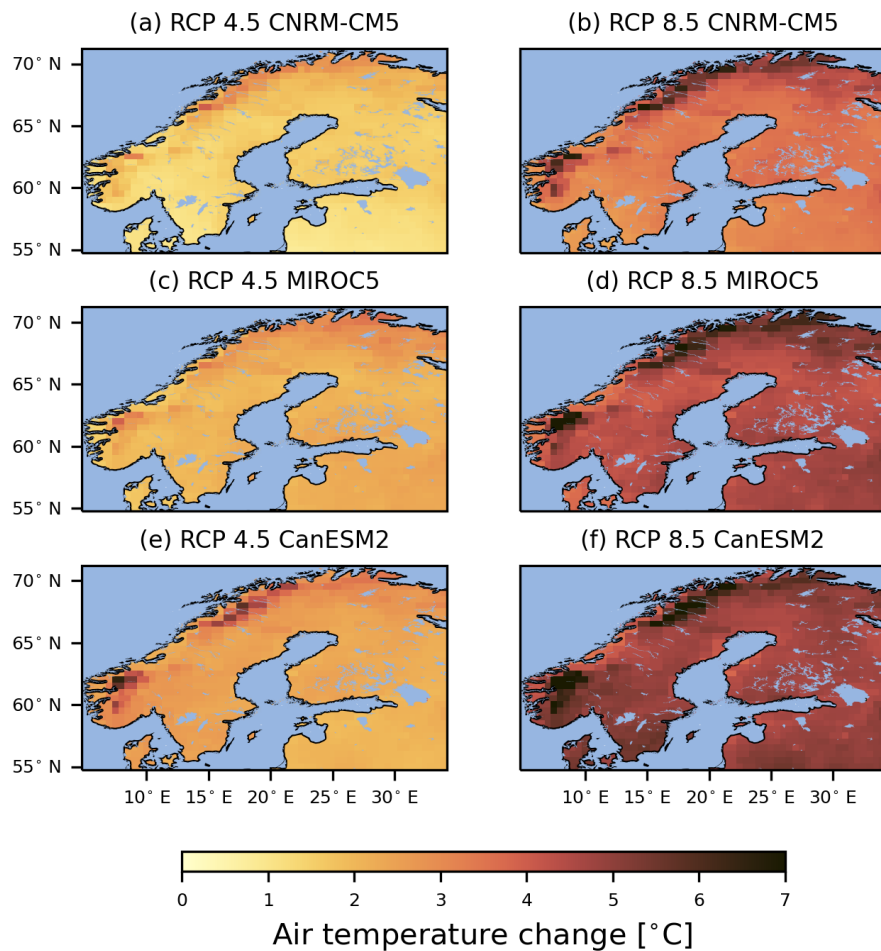 (a) RCP 4.5 CNRM-CM5
(b) RCP 8.5 CNRM-CM5
70° N
65° N
60° N
55° N
(c) RCP 4.5 MIROC5
(d) RCP 8.5 MIROC5
70° N
65° N
60° N
55° N
(e) RCP 4.5 CanESM2
(f) RCP 8.5 CanESM2
70° N
65° N
60° N
55° N
10° E 15° E 20° E 25° E 30° E
10° E 15° E 20° E 25° E 30° E
0 1 2 3 4 5 6 7
Air temperature change [°C]